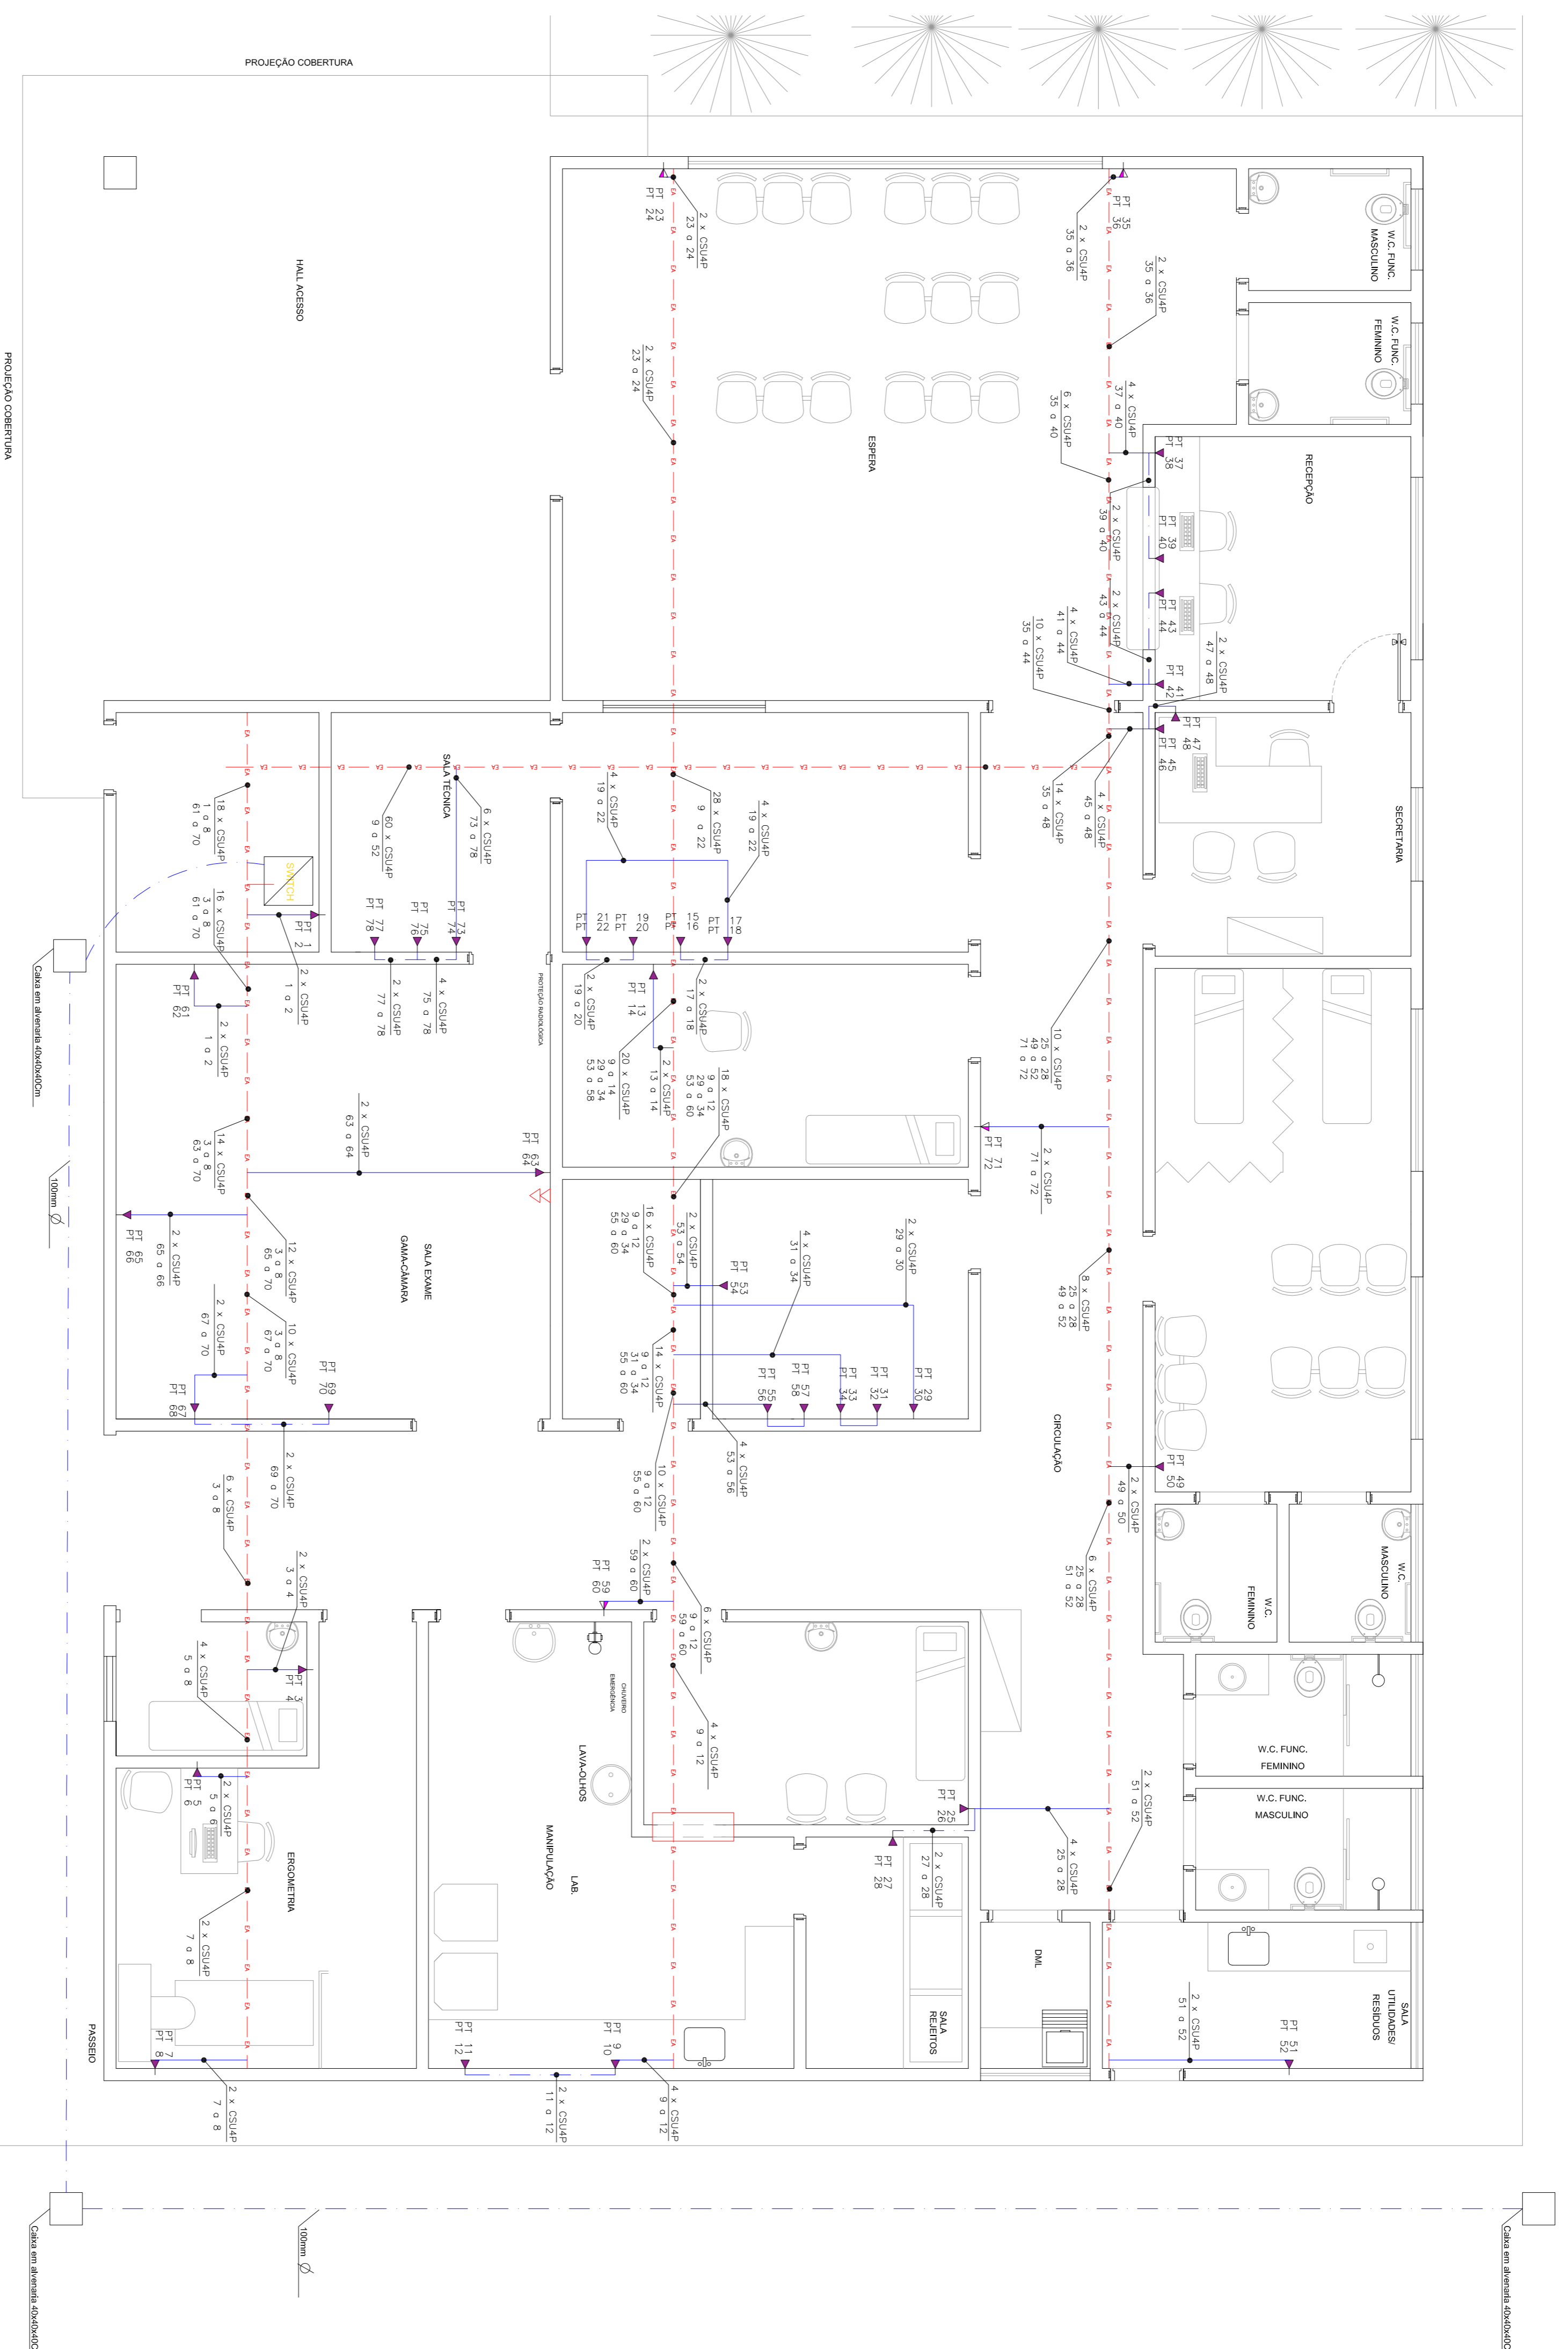 PROJEÇÃO COBERTURA
PROJEÇÃO COBERTURA
HALL ACESSO
PT 23
PT 24
2 x CSU4P
23 a 24
2 x CSU4P
23 a 24
ESPERA
PT 35
PT 36
2 x CSU4P
35 a 36
2 x CSU4P
35 a 36
W.C. FUNC.
MASCULINO
W.C. FUNC.
FEMININO
RECEPÇÃO
4 x CSU4P
37 a 40
6 x CSU4P
35 a 40
PT 37
PT 38
2 x CSU4P
39 a 40
PT 39
PT 40
2 x CSU4P
43 a 44
PT 43
PT 44
4 x CSU4P
41 a 44
10 x CSU4P
35 a 44
PT 41
PT 42
2 x CSU4P
47 a 48
PT 47
PT 48
PT 45
PT 46
4 x CSU4P
45 a 48
14 x CSU4P
35 a 48
SECRETARIA
SALA TÉCNICA
18 x CSU4P
1 a 8
61 a 70
SWITCH
16 x CSU4P
3 a 8
61 a 70
PT 1
PT 2
2 x CSU4P
1 a 2
60 x CSU4P
9 a 52
6 x CSU4P
73 a 78
PT 77
PT 78
PT 75
PT 76
PT 73
PT 74
2 x CSU4P
77 a 78
4 x CSU4P
75 a 78
4 x CSU4P
19 a 22
28 x CSU4P
9 a 22
4 x CSU4P
19 a 22
PT 21
PT 22
PT 19
PT 20
PT 15
PT 16
PT 17
PT 18
PROTEÇÃO RADIOLÓGICA
2 x CSU4P
19 a 20
PT 13
PT 14
2 x CSU4P
17 a 18
20 x CSU4P
9 a 14
29 a 34
53 a 58
2 x CSU4P
13 a 14
18 x CSU4P
9 a 12
29 a 34
53 a 60
10 x CSU4P
25 a 28
49 a 52
71 a 72
PT 71
PT 72
2 x CSU4P
71 a 72
PT 61
PT 62
2 x CSU4P
1 a 2
2 x CSU4P
63 a 64
PT 63
PT 64
14 x CSU4P
3 a 8
63 a 70
PT 65
PT 66
2 x CSU4P
65 a 66
12 x CSU4P
3 a 8
65 a 70
SALA EXAME
GAMA-CÂMARA
10 x CSU4P
3 a 8
67 a 70
2 x CSU4P
67 a 70
PT 69
PT 70
PT 67
PT 68
2 x CSU4P
69 a 70
16 x CSU4P
9 a 12
29 a 34
55 a 60
2 x CSU4P
53 a 54
PT 53
PT 54
4 x CSU4P
31 a 34
2 x CSU4P
29 a 30
14 x CSU4P
9 a 12
31 a 34
55 a 60
PT 55
PT 56
PT 57
PT 58
PT 33
PT 34
PT 31
PT 32
PT 29
PT 30
4 x CSU4P
53 a 56
10 x CSU4P
9 a 12
55 a 60
8 x CSU4P
25 a 28
49 a 52
CIRCULAÇÃO
PT 49
PT 50
2 x CSU4P
49 a 50
6 x CSU4P
25 a 28
51 a 52
W.C.
MASCULINO
W.C.
FEMININO
6 x CSU4P
3 a 8
2 x CSU4P
3 a 4
4 x CSU4P
5 a 8
PT 3
PT 4
PT 59
PT 60
2 x CSU4P
59 a 60
6 x CSU4P
9 a 12
59 a 60
CHUVEIRO
EMERGÊNCIA
LAVA-OLHOS
4 x CSU4P
9 a 12
LAB.
MANIPULAÇÃO
PT 5
PT 6
2 x CSU4P
5 a 6
ERGOMETRIA
2 x CSU4P
7 a 8
PT 25
PT 26
PT 27
PT 28
2 x CSU4P
27 a 28
4 x CSU4P
25 a 28
2 x CSU4P
51 a 52
W.C. FUNC.
FEMININO
W.C. FUNC.
MASCULINO
DML
SALA
REJEITOS
SALA
UTILIDADES/
RESÍDUOS
2 x CSU4P
51 a 52
PT 51
PT 52
PT 7
PT 8
2 x CSU4P
7 a 8
PT 11
PT 12
PT 9
PT 10
2 x CSU4P
11 a 12
4 x CSU4P
9 a 12
PASSEIO
Caixa em alvenaria 40x40x40Cm
100mm
100mm
Caixa em alvenaria 40x40x40C
Caixa em alvenaria 40x40x40C